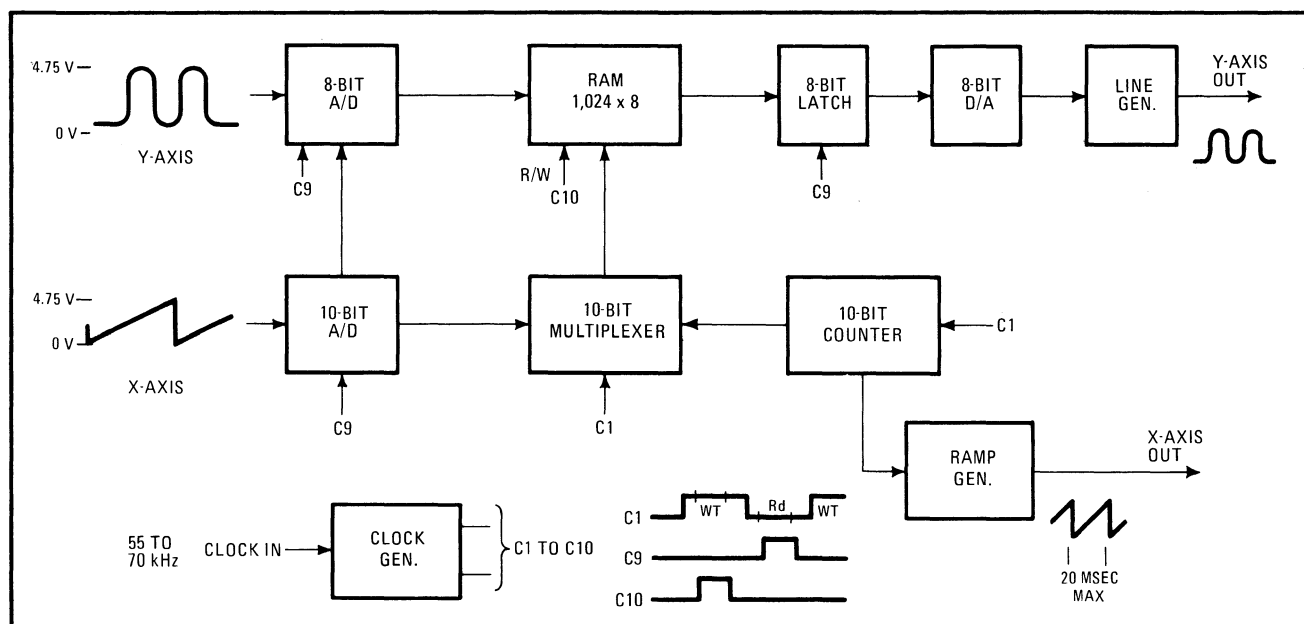 4.75 V
0 V
Y-AXIS
8-BIT
A/D
C9
RAM
1,024 x 8
R/W
C10
8-BIT
LATCH
C9
8-BIT
D/A
LINE
GEN.
Y-AXIS
OUT
4.75 V
0 V
X-AXIS
10-BIT
A/D
C9
10-BIT
MULTIPLEXER
C1
10-BIT
COUNTER
C1
RAMP
GEN.
X-AXIS
OUT
20 MSEC
MAX
55 TO
70 kHz
CLOCK IN
CLOCK
GEN.
C1 TO C10
C1
WT
Rd
WT
C9
C10